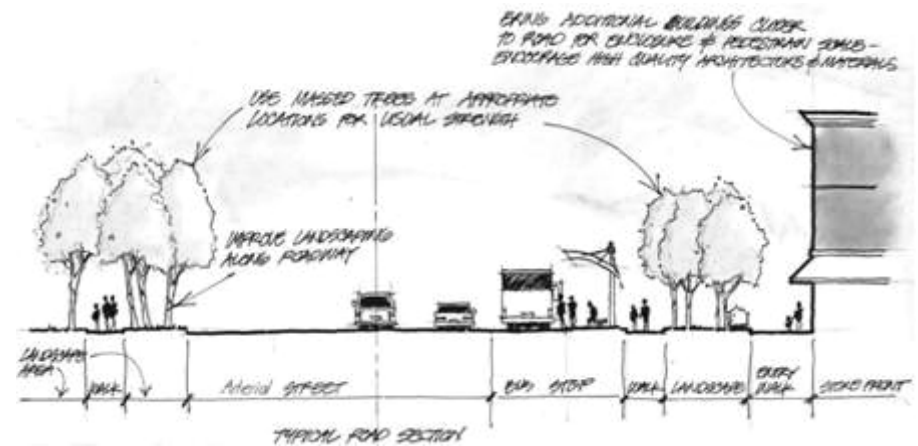 BRING ADDITIONAL BUILDINGS CLOSER
TO ROAD FOR ENCLOSURE & PEDESTRAIN SCALE -
ENCOURAGE HIGH QUALITY ARCHITECTURE & MATERIALS
USE MASSED TREES AT APPROPRIATE
LOCATIONS FOR VISUAL STRENGTH
IMPROVE LANDSCAPING
ALONG ROADWAY
LANDSCAPE
AREA
WALK
Arterial STREET
BUS STOP
WALK
LANDSCAPE
ENTRY
WALK
STORE FRONT
TYPICAL ROAD SECTION